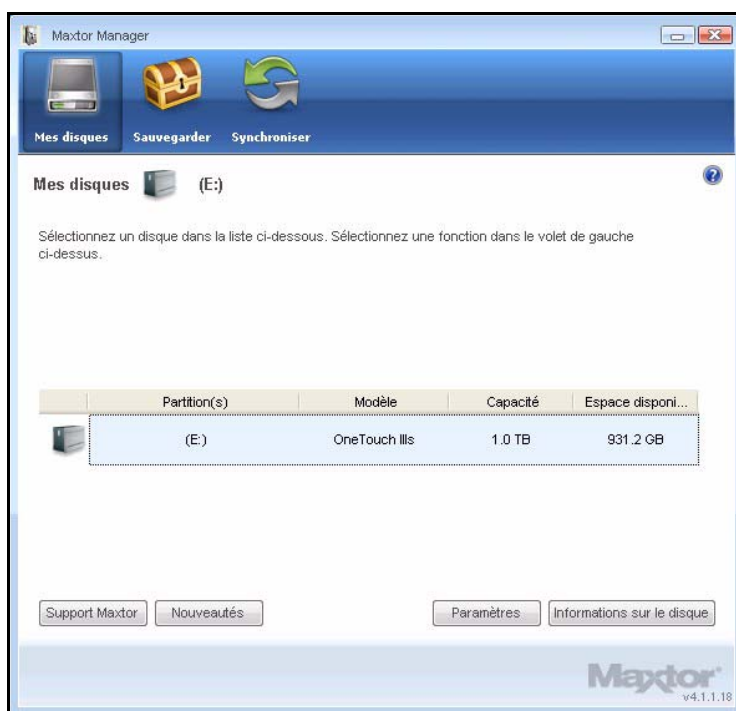 Maxtor Manager
Mes disques Sauvegarder Synchroniser
Mes disques (E:)
Sélectionnez un disque dans la liste ci-dessous. Sélectionnez une fonction dans le volet de gauche
ci-dessus.
Partition(s) Modèle Capacité Espace disponi...
(E:) OneTouch IIIs 1.0 TB 931.2 GB
Support Maxtor Nouveautés Paramètres Informations sur le disque
Maxtor
v4.1.1.18